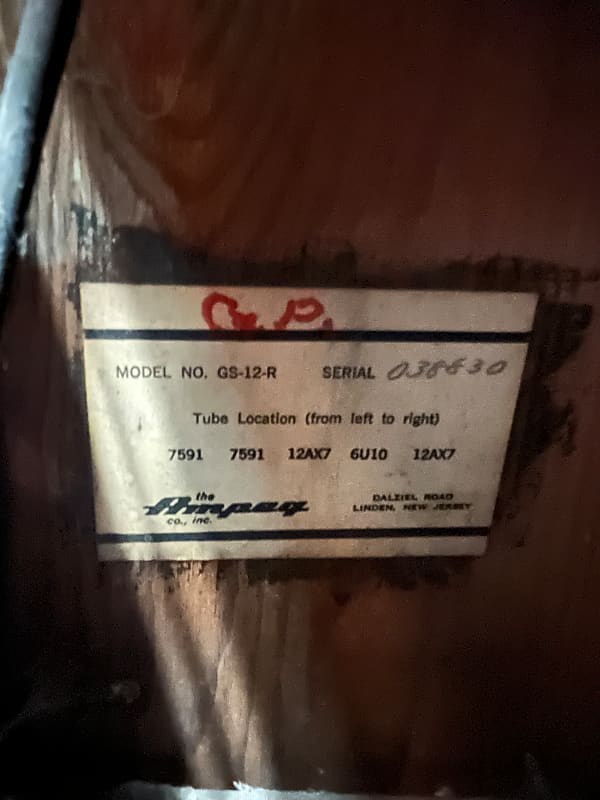 G. P.
MODEL NO. GS-12-R SERIAL 038630
Tube Location (from left to right)
7591 7591 12AX7 6U10 12AX7
the
Ampeg
co., inc.
DALZIEL ROAD
LINDEN, NEW JERSEY